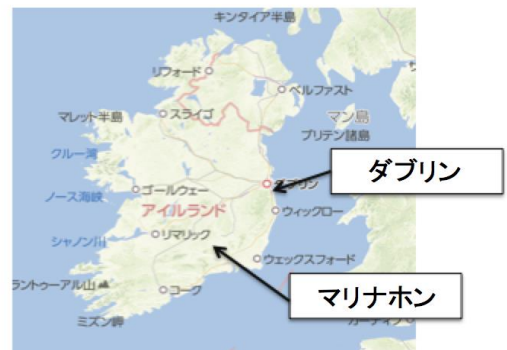 キンタイア半島
リフォード
ベルファスト
マレット半島
スライゴ
マン島
ブリテン諸島
クルー湾
ダブリン
ノース海峡
ゴールウェー
アイルランド
ウィックロー
シャノン川
リマリック
ウェックスフォード
ラントゥーアル山
マリナホン
コーク
ミズン岬